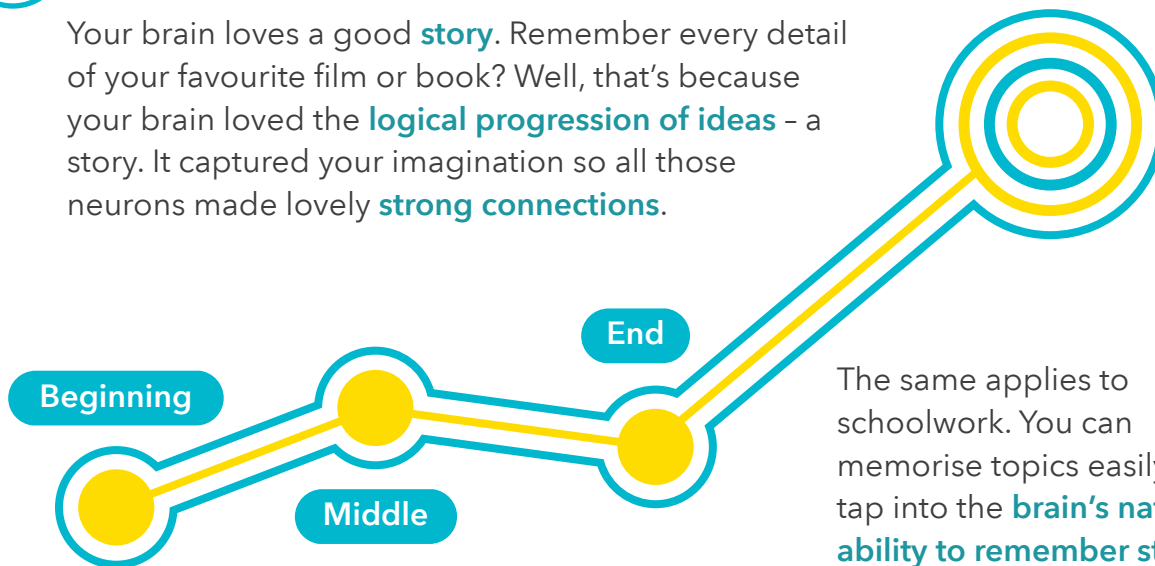 Your brain loves a good story. Remember every detail
of your favourite film or book? Well, that’s because
your brain loved the logical progression of ideas – a
story. It captured your imagination so all those
neurons made lovely strong connections.
End
Beginning
Middle
The same applies to
schoolwork. You can
memorise topics easily
tap into the brain’s
ability to remember